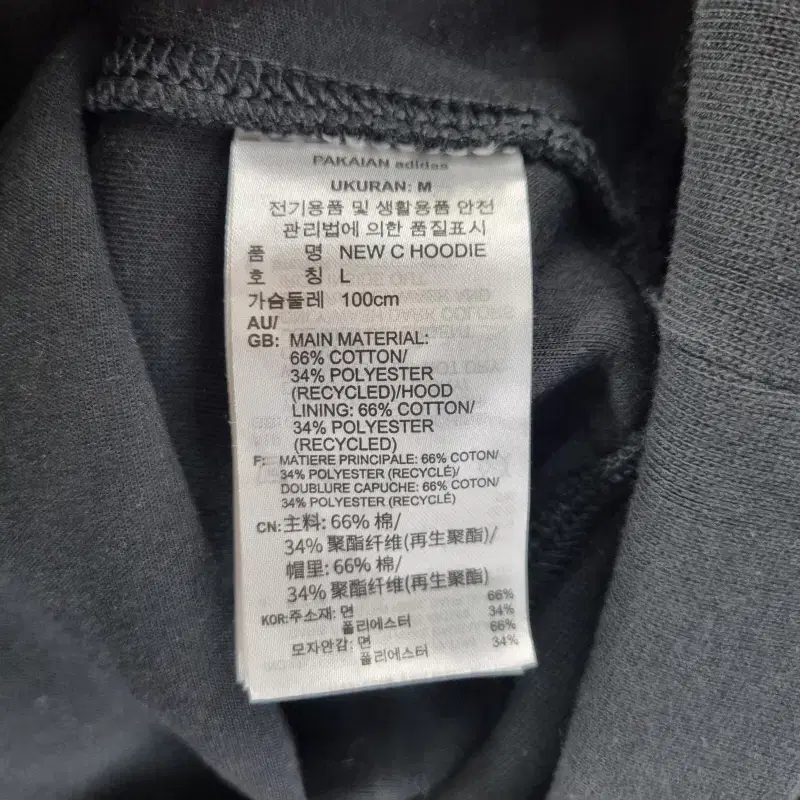 PAKAIAN adidas
UKURAN: M
전기용품 및 생활용품 안전
관리법에 의한 품질표시
품 명 NEW C HOODIE
호 칭 L
가슴둘레 100cm
AU/
GB: MAIN MATERIAL:
66% COTTON/
34% POLYESTER
(RECYCLED)/HOOD
LINING: 66% COTTON/
34% POLYESTER
(RECYCLED)
F: MATIERE PRINCIPALE: 66% COTON/
34% POLYESTER (RECYCLÉ)/
DOUBLURE CAPUCHE: 66% COTON/
34% POLYESTER (RECYCLÉ)
CN: 主料: 66% 棉/
34% 聚酯纤维(再生聚酯)/
帽里: 66% 棉/
34% 聚酯纤维(再生聚酯)
KOR: 주소재: 면 66%
폴리에스터 34%
모자안감: 면 66%
폴리에스터 34%